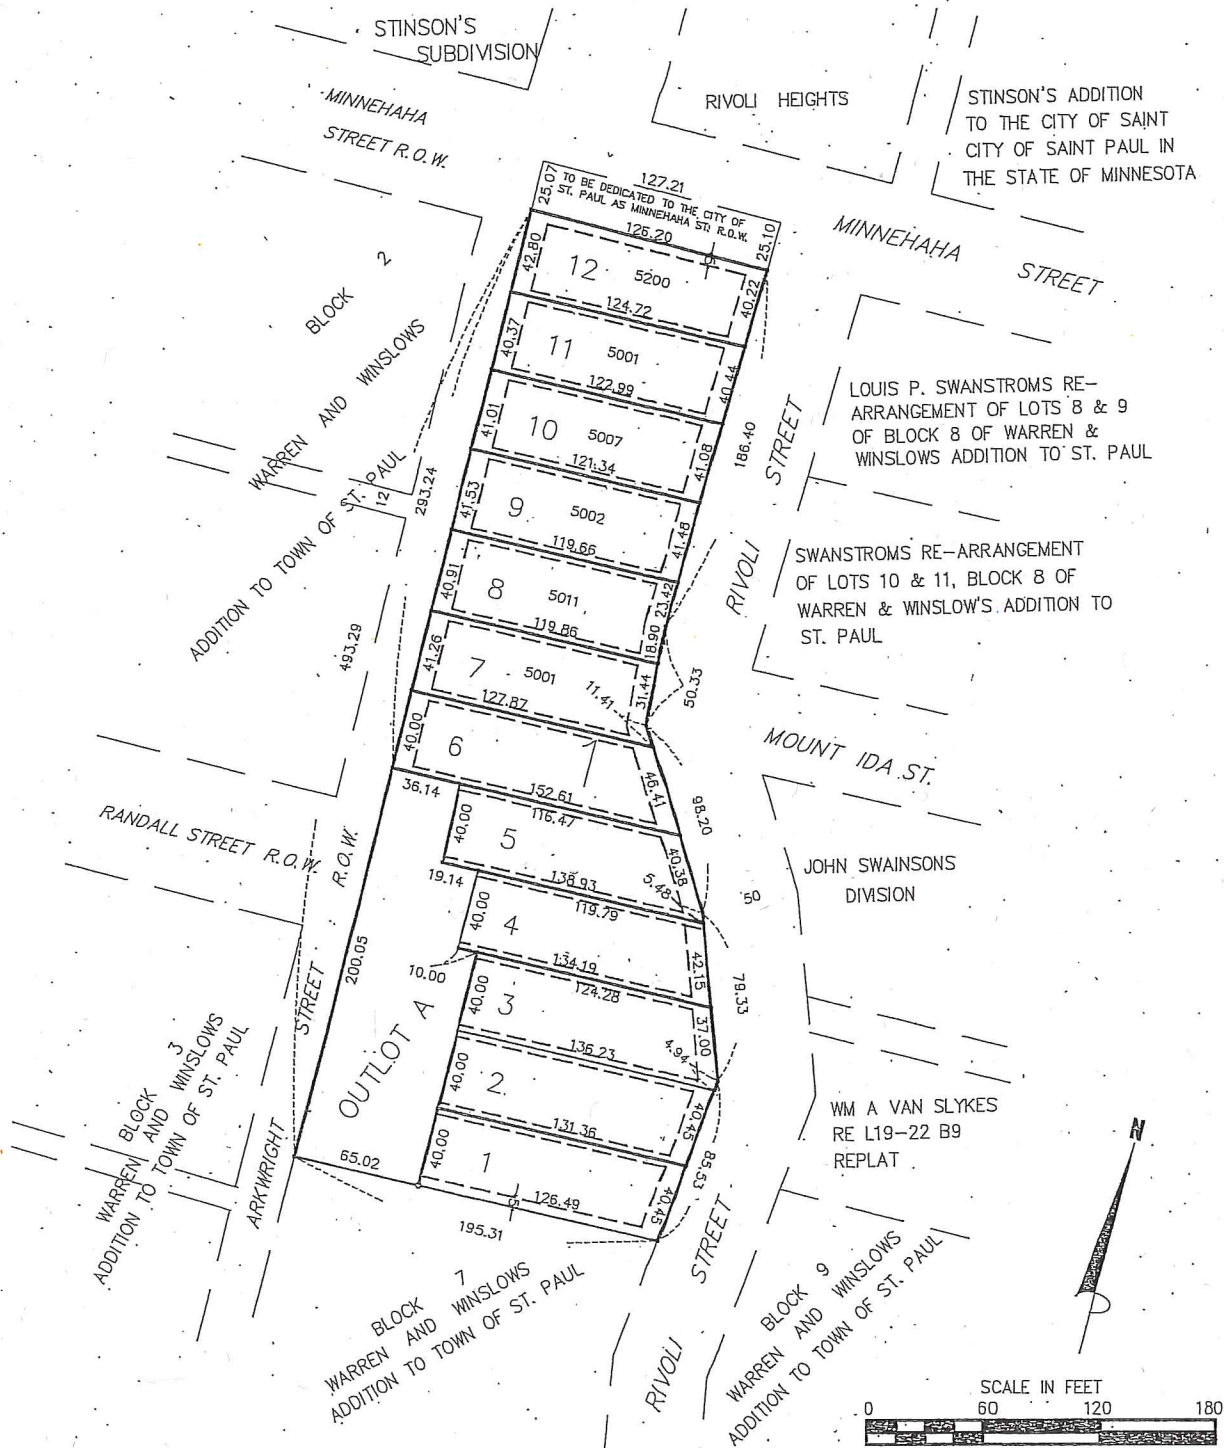 STINSON'S
SUBDIVISION
MINNEHAHA
STREET R.O.W.
RIVOLI HEIGHTS
STINSON'S ADDITION
TO THE CITY OF SAINT
CITY OF SAINT PAUL IN
THE STATE OF MINNESOTA
127.21
25.07
TO BE DEDICATED TO THE CITY OF
ST. PAUL AS MINNEHAHA ST. R.O.W.
25.10
126.20
5
MINNEHAHA STREET
BLOCK 2
WARREN AND WINSLOWS
ADDITION TO TOWN OF ST. PAUL
12
293.24
493.29
42.80
12
5200
40.22
124.72
40.37
11
5001
40.44
122.99
41.01
10
5007
41.08
121.34
41.53
9
5002
41.48
119.66
40.91
8
5011
23.42
18.90
119.86
41.26
7
5001
11.41
31.44
127.87
40.00
6
1
46.41
152.61
36.14
116.47
40.00
5
40.38
5.48
138.93
19.14
119.79
40.00
4
42.15
134.19
10.00
124.28
40.00
3
37.00
4.94
136.23
40.00
2
40.45
131.36
40.00
1
40.45
126.49
5
65.02
195.31
200.05
OUTLOT A
186.40
50.33
98.20
50
79.33
85.53
RIVOLI STREET
LOUIS P. SWANSTROMS RE-
ARRANGEMENT OF LOTS 8 & 9
OF BLOCK 8 OF WARREN &
WINSLOWS ADDITION TO ST. PAUL
SWANSTROMS RE-ARRANGEMENT
OF LOTS 10 & 11, BLOCK 8 OF
WARREN & WINSLOW'S ADDITION TO
ST. PAUL
MOUNT IDA ST.
JOHN SWAINSONS
DIVISION
RANDALL STREET R.O.W.
ARKWRIGHT STREET R.O.W.
BLOCK 3
WARREN AND WINSLOWS
ADDITION TO TOWN OF ST. PAUL
WM A VAN SLYKES
RE L19-22 B9
REPLAT
BLOCK 7
WARREN AND WINSLOWS
ADDITION TO TOWN OF ST. PAUL
RIVOLI STREET
BLOCK 9
WARREN AND WINSLOWS
ADDITION TO TOWN OF ST. PAUL
N
SCALE IN FEET
0 60 120 180